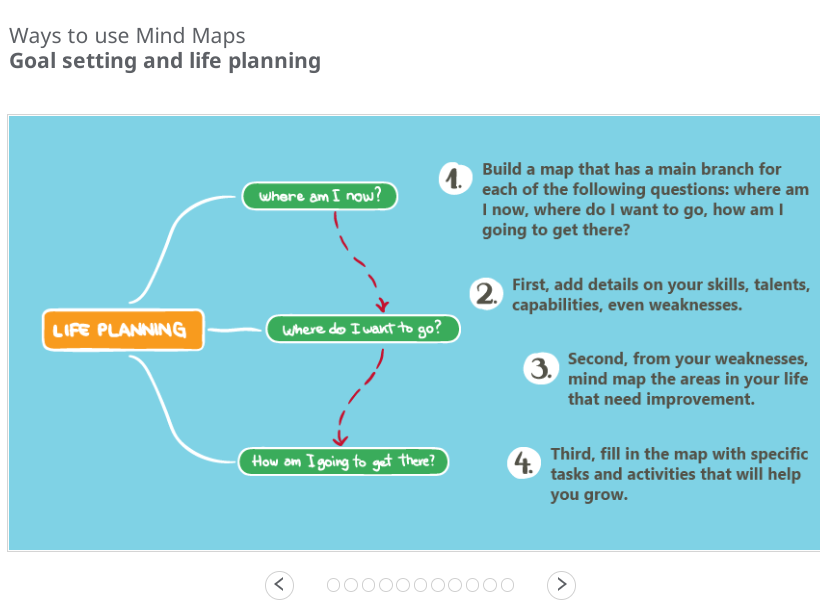 Ways to use Mind Maps
Goal setting and life planning
where am I now?
LIFE PLANNING
where do I want to go?
How am I going to get there?
1.
Build a map that has a main branch for
each of the following questions: where am
I now, where do I want to go, how am I
going to get there?
2.
First, add details on your skills, talents,
capabilities, even weaknesses.
3.
Second, from your weaknesses,
mind map the areas in your life
that need improvement.
4.
Third, fill in the map with specific
tasks and activities that will help
you grow.